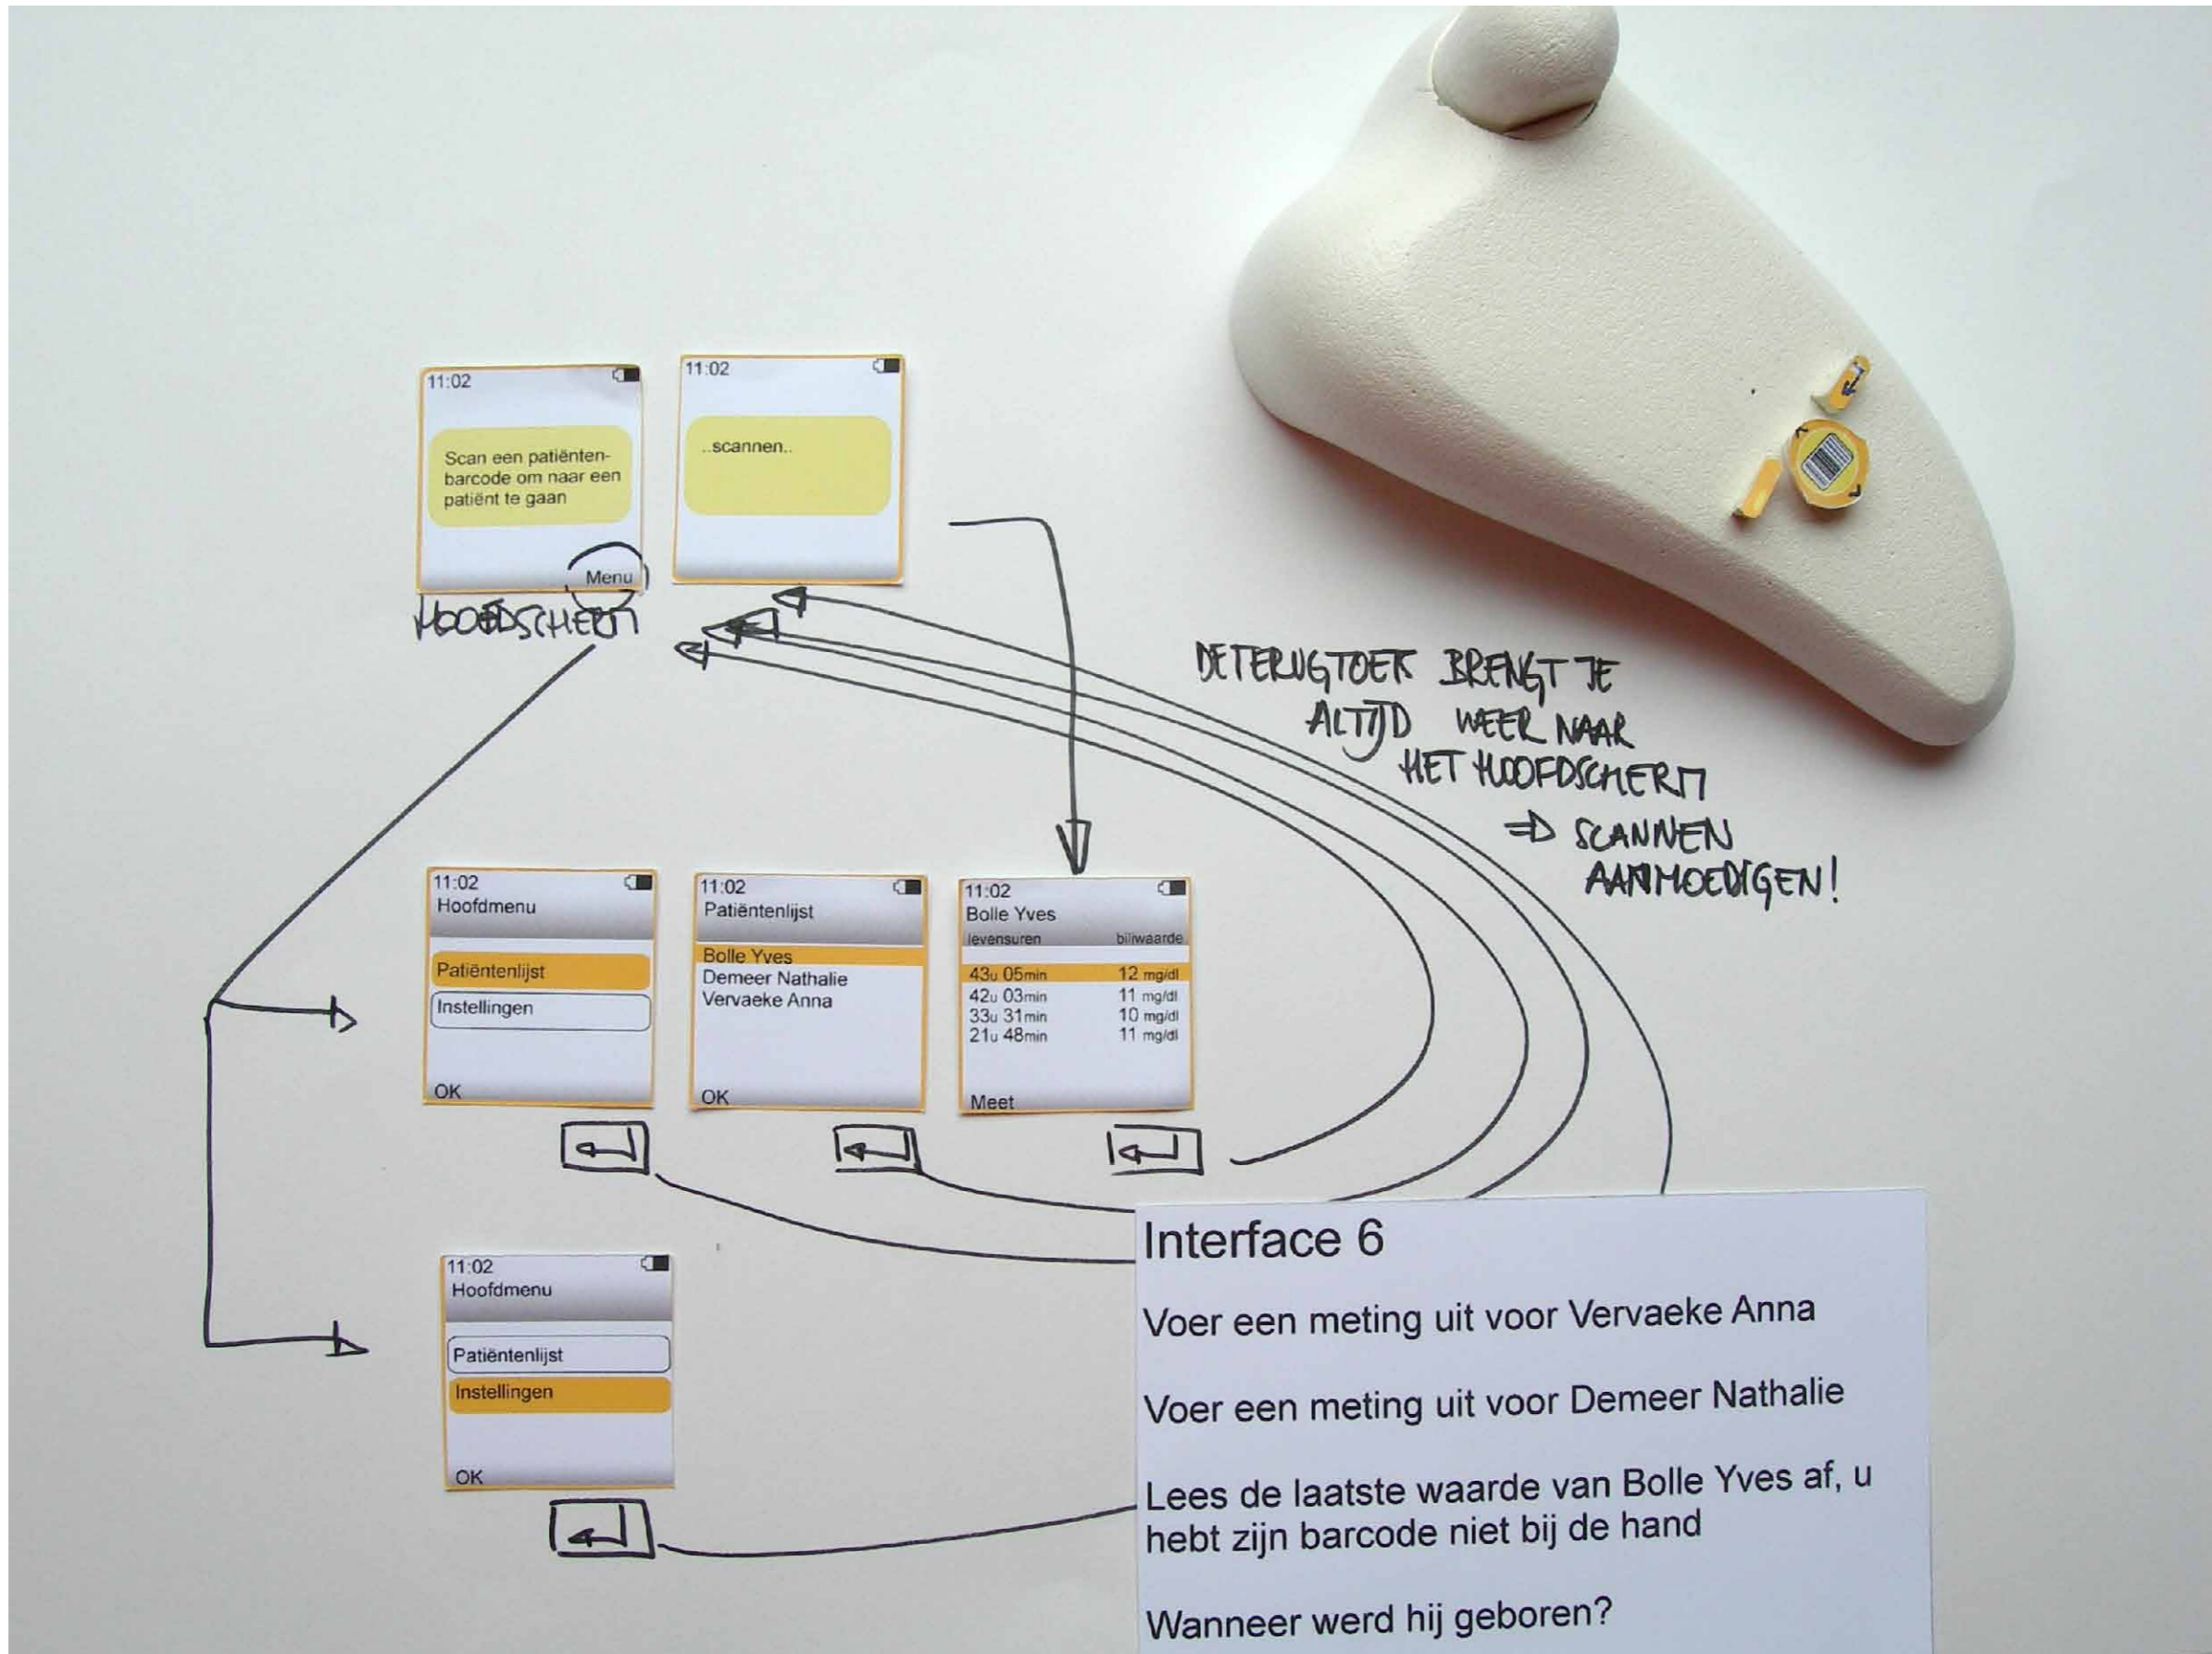 11:02
Scan een patiënten-
barcode om naar een
patiënt te gaan
Menu
HOOFDSCHERM
11:02
..scannen..
DE TERUGTOETS BRENGT JE
ALTIJD WEER NAAR
HET HOOFDSCHERM
⇒ SCANNEN
AANMOEDIGEN!
11:02
Hoofdmenu
Patiëntenlijst
Instellingen
OK
11:02
Patiëntenlijst
Bolle Yves
Demeer Nathalie
Vervaeke Anna
OK
11:02
Bolle Yves
levensuren biliwaarde
43u 05min 12 mg/dl
42u 03min 11 mg/dl
33u 31min 10 mg/dl
21u 48min 11 mg/dl
Meet
11:02
Hoofdmenu
Patiëntenlijst
Instellingen
OK
Interface 6
Voer een meting uit voor Vervaeke Anna
Voer een meting uit voor Demeer Nathalie
Lees de laatste waarde van Bolle Yves af, u
hebt zijn barcode niet bij de hand
Wanneer werd hij geboren?